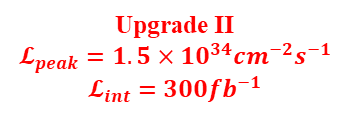 Upgrade II
ℒpeak = 1.5 × 10³⁴cm⁻²s⁻¹
ℒint = 300fb⁻¹